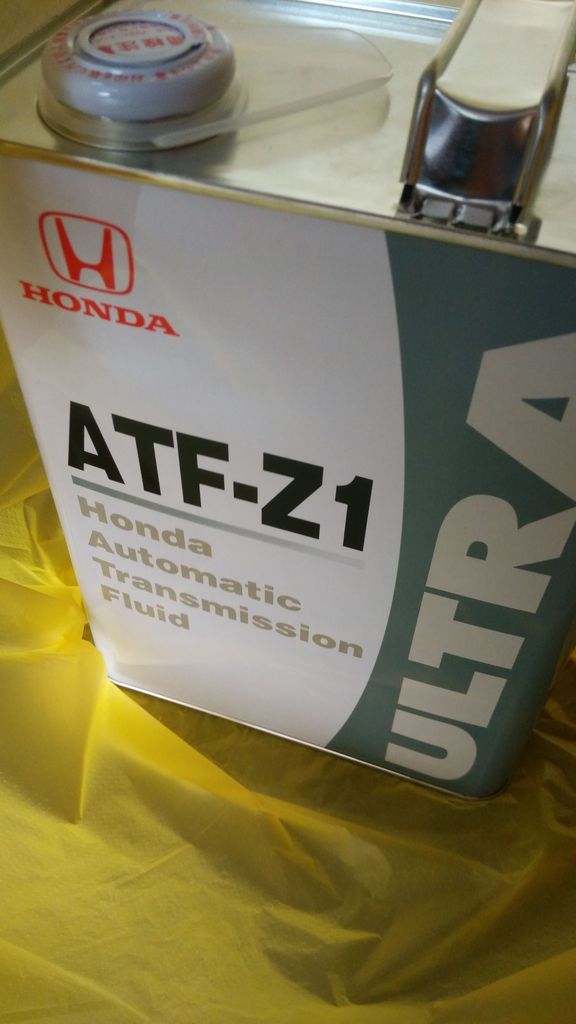 HONDA
ATF-Z1
Honda
Automatic
Transmission
Fluid
ULTRA